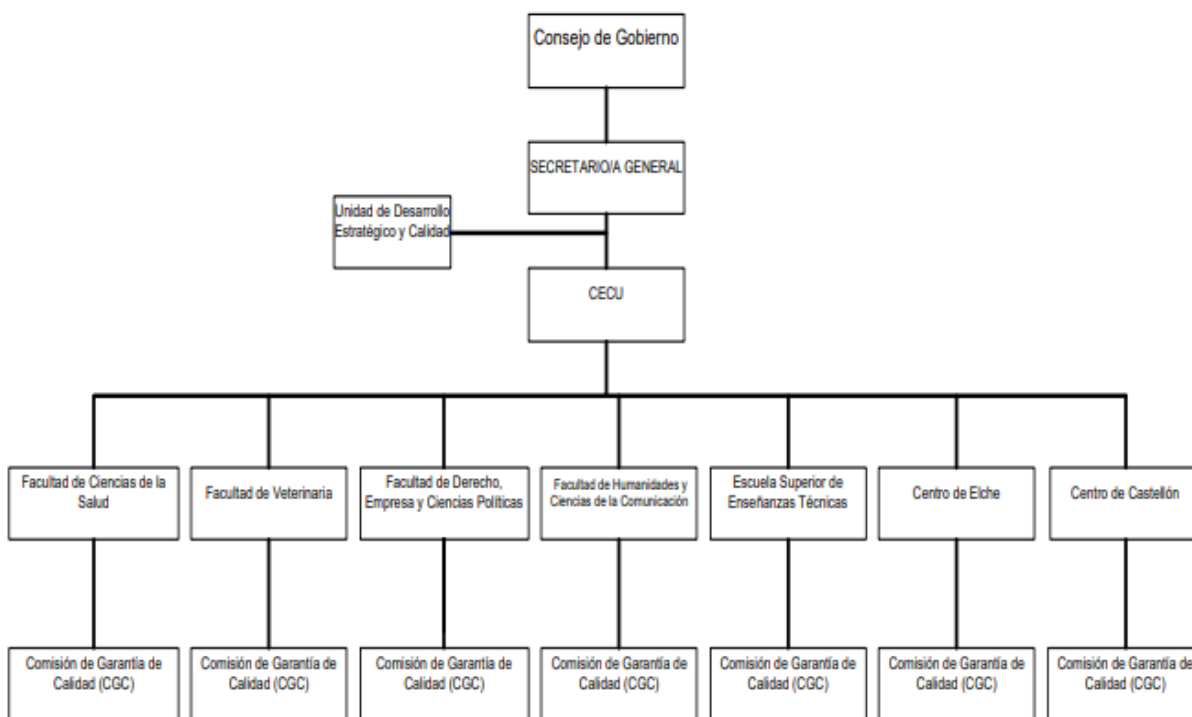 Consejo de Gobierno
SECRETARIO/A GENERAL
Unidad de Desarrollo
Estratégico y Calidad
CECU
Facultad de Ciencias de la
Salud
Facultad de Veterinaria
Facultad de Derecho,
Empresa y Ciencias Políticas
Facultad de Humanidades y
Ciencias de la Comunicación
Escuela Superior de
Enseñanzas Técnicas
Centro de Elche
Centro de Castellón
Comisión de Garantía de
Calidad (CGC)
Comisión de Garantía de
Calidad (CGC)
Comisión de Garantía de
Calidad (CGC)
Comisión de Garantía de
Calidad (CGC)
Comisión de Garantía de
Calidad (CGC)
Comisión de Garantía de
Calidad (CGC)
Comisión de Garantía de
Calidad (CGC)